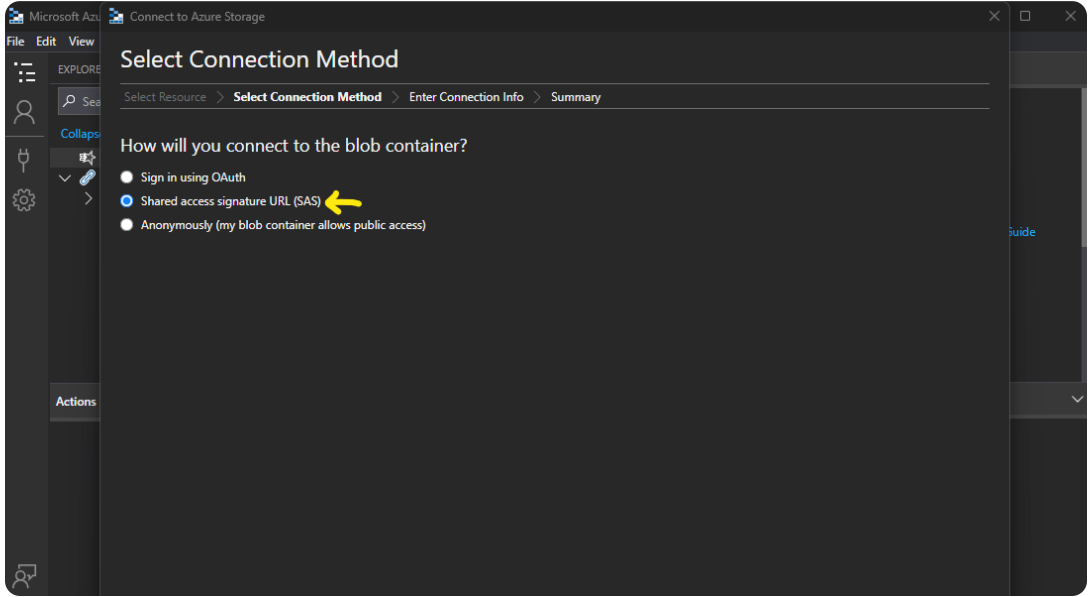 Microsoft Azu
Connect to Azure Storage
File Edit View
EXPLORE
Select Connection Method
Select Resource > Select Connection Method > Enter Connection Info > Summary
Sea
Collaps
How will you connect to the blob container?
Sign in using OAuth
Shared access signature URL (SAS)
Anonymously (my blob container allows public access)
Guide
Actions